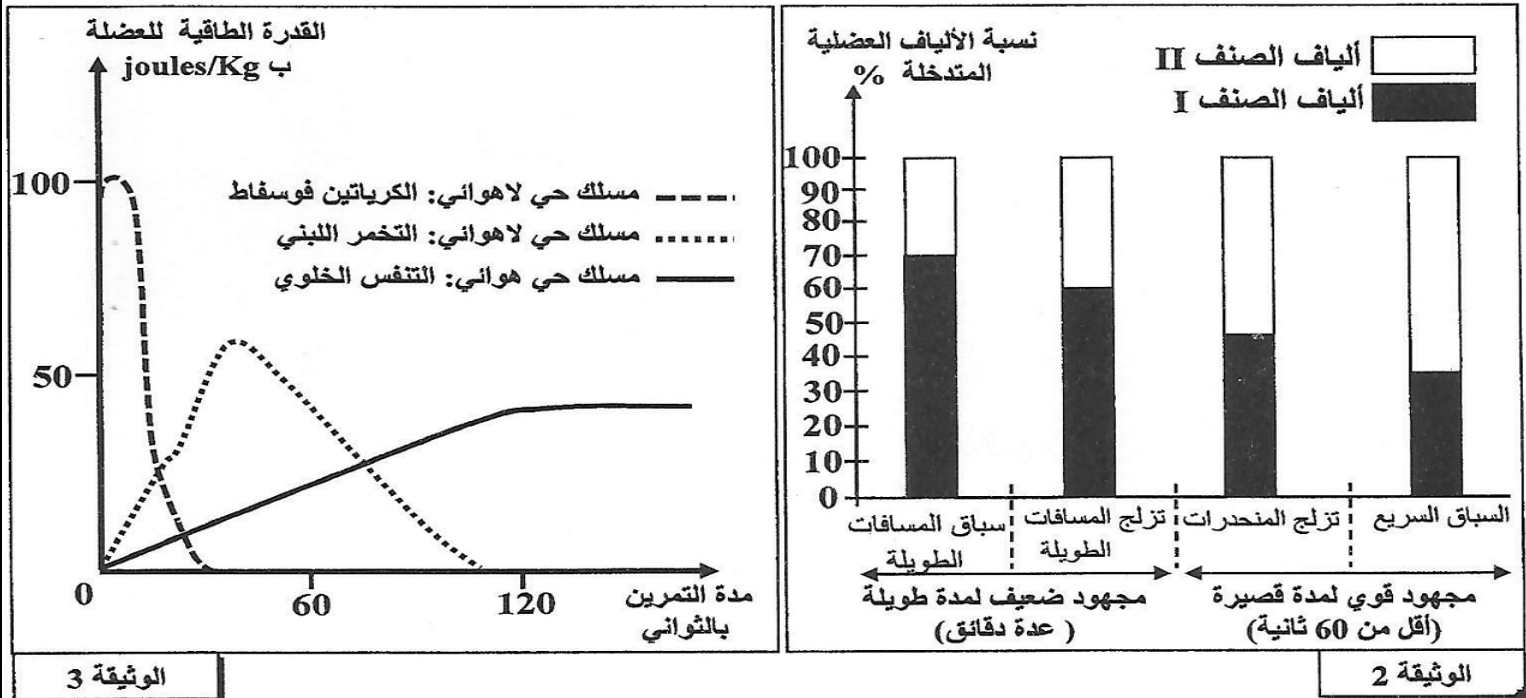 نسبة الألياف العضلية
المتدخلة %
ألياف الصنف II
ألياف الصنف I
100
90
80
70
60
50
40
30
20
10
0
السباق السريع
تزلج المنحدرات
تزلج المسافات
الطويلة
سباق المسافات
الطويلة
مجهود قوي لمدة قصيرة
(أقل من 60 ثانية)
مجهود ضعيف لمدة طويلة
( عدة دقائق)
الوثيقة 2
القدرة الطاقية للعضلة
ب joules/Kg
100
50
0
60
120
مسلك حي لاهوائي: الكرياتين فوسفاط
مسلك حي لاهوائي: التخمر اللبني
مسلك حي هوائي: التنفس الخلوي
مدة التمرين
بالثواني
الوثيقة 3